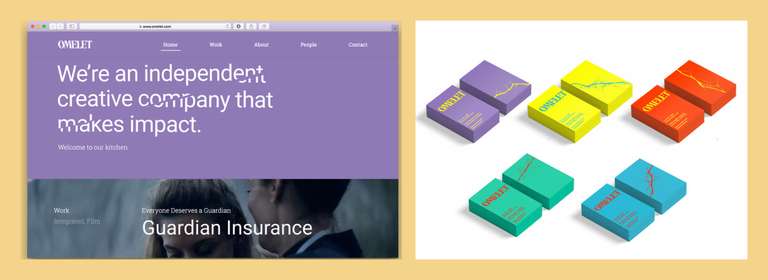 www.omelet.com
OMELET
Home Work About People Contact
We're an independent
creative company that
makes impact.
Welcome to our kitchen.
Work
Integrated, Film
Everyone Deserves a Guardian
Guardian Insurance
OMELET
OMELET
OMELET
OMELET
OMELET